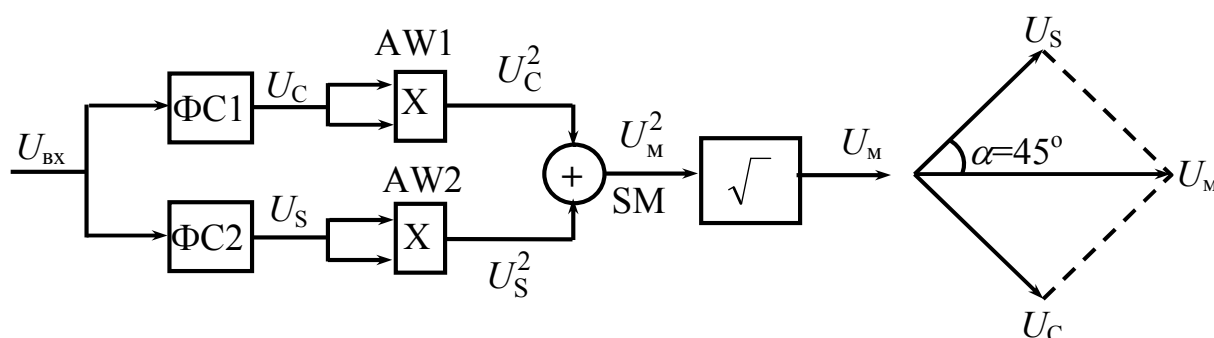 U_вх
ФС1
U_C
AW1
X
U_C^2
ФС2
U_S
AW2
X
U_S^2
+
SM
U_м^2
√
U_м
U_S
α=45°
U_м
U_C